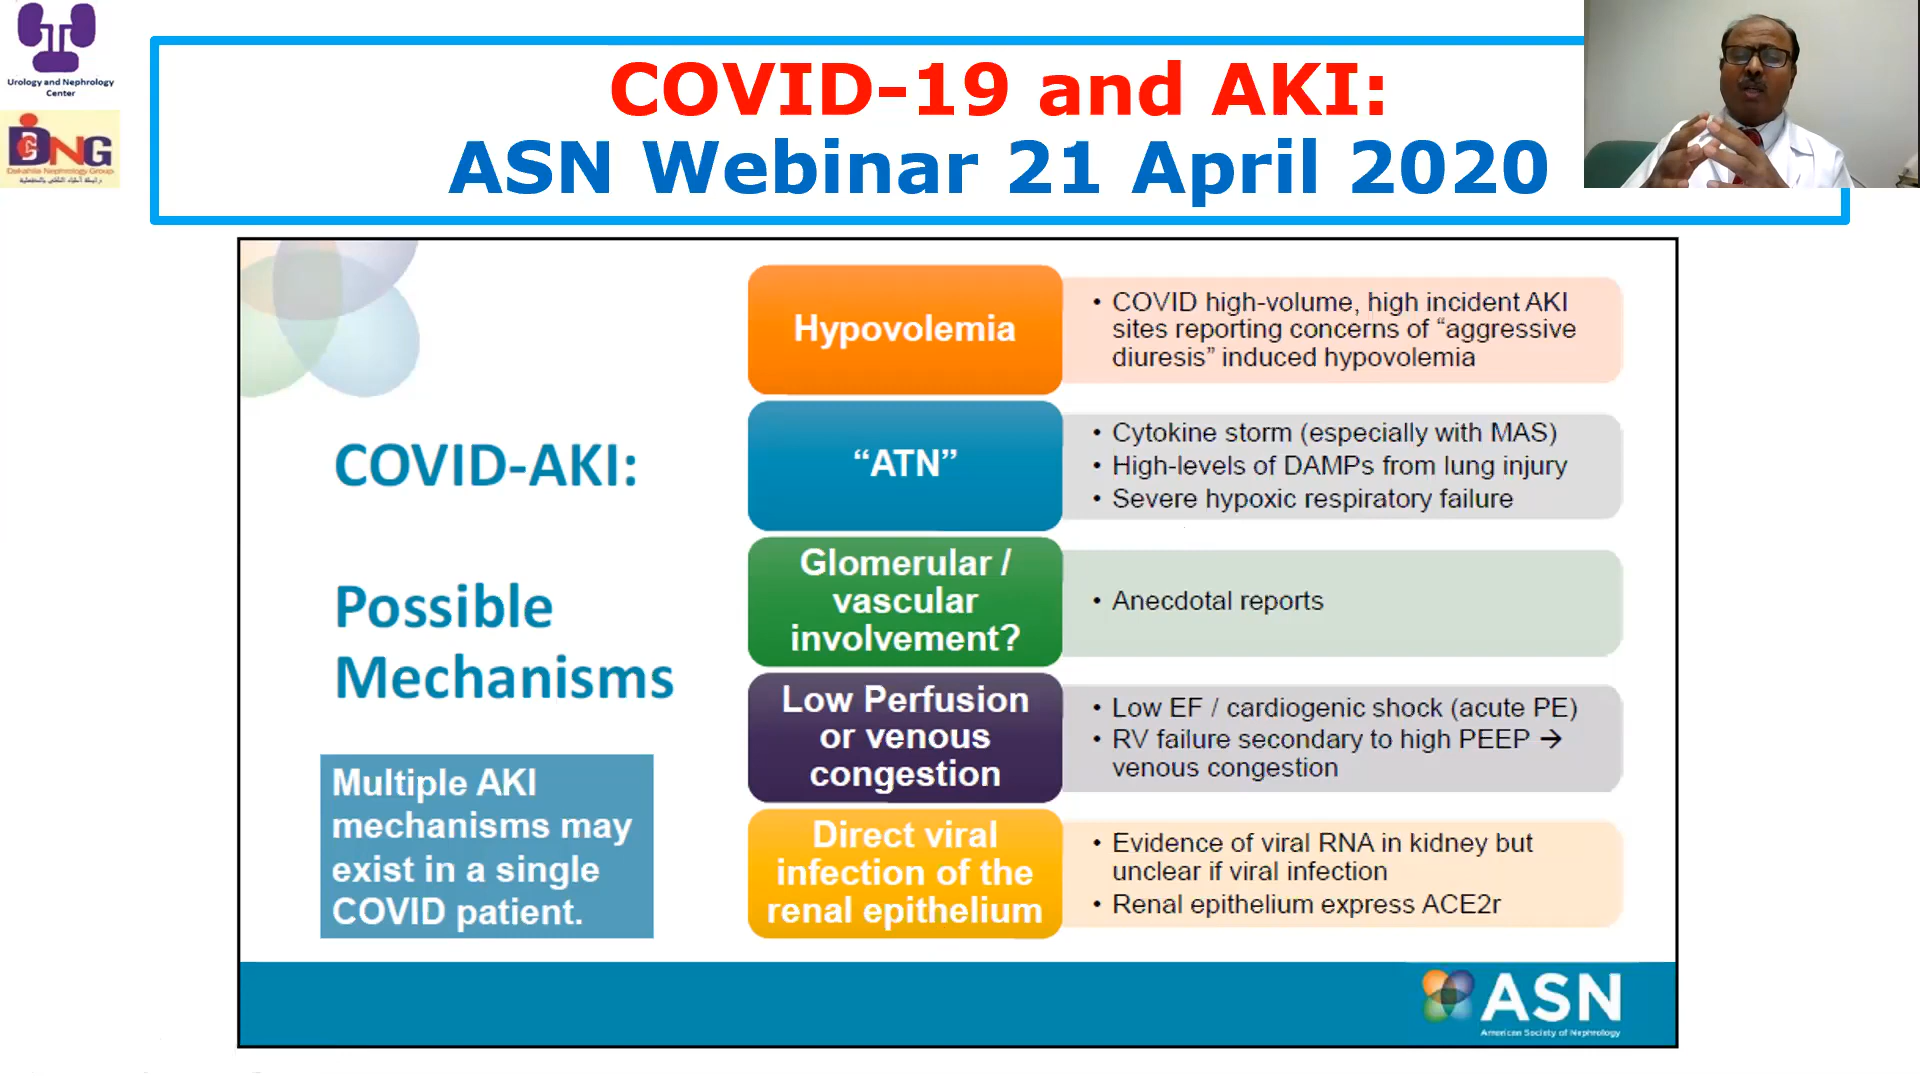 Urology and Nephrology
Center
DNG
Dakahlia Nephrology Group
COVID-19 and AKI:
ASN Webinar 21 April 2020
COVID-AKI:
Possible
Mechanisms
Multiple AKI
mechanisms may
exist in a single
COVID patient.
Hypovolemia
• COVID high-volume, high incident AKI
sites reporting concerns of “aggressive
diuresis” induced hypovolemia
“ATN”
• Cytokine storm (especially with MAS)
• High-levels of DAMPs from lung injury
• Severe hypoxic respiratory failure
Glomerular /
vascular
involvement?
• Anecdotal reports
Low Perfusion
or venous
congestion
• Low EF / cardiogenic shock (acute PE)
• RV failure secondary to high PEEP →
venous congestion
Direct viral
infection of the
renal epithelium
• Evidence of viral RNA in kidney but
unclear if viral infection
• Renal epithelium express ACE2r
ASN
American Society of Nephrology